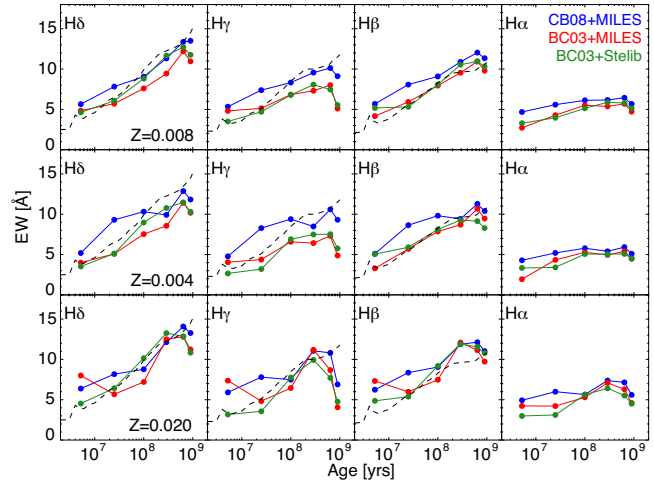 Hδ Hγ Hβ Hα
CB08+MILES
BC03+MILES
BC03+Stelib
15
10
5
0
Z=0.008
Hδ Hγ Hβ Hα
15
10
5
0
EW [Å]
Z=0.004
Hδ Hγ Hβ Hα
15
10
5
0
Z=0.020
10⁷ 10⁸ 10⁹ 10⁷ 10⁸ 10⁹ 10⁷ 10⁸ 10⁹ 10⁷ 10⁸ 10⁹
Age [yrs]